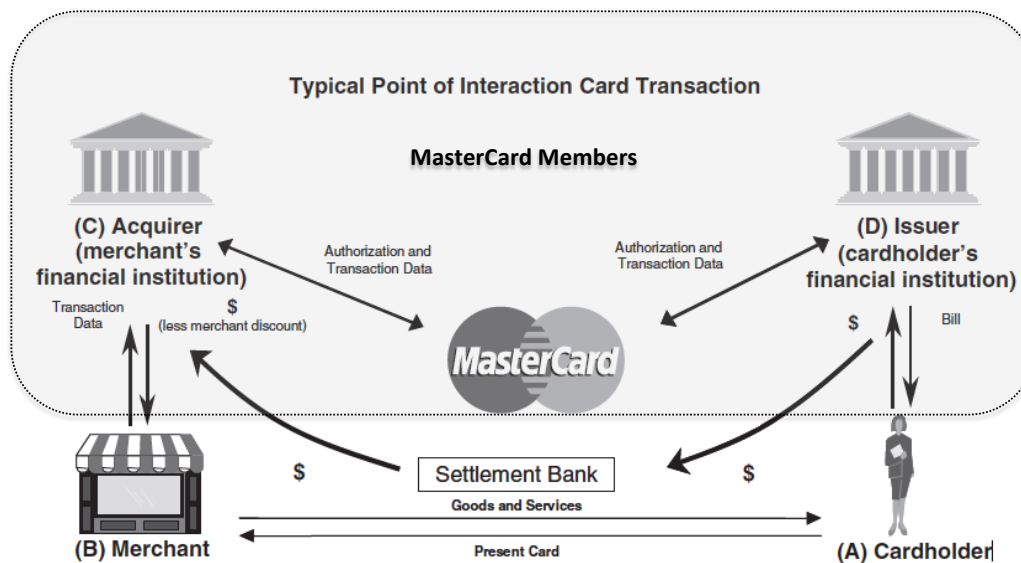 Typical Point of Interaction Card Transaction
MasterCard Members
(C) Acquirer
(merchant's
financial institution)
(D) Issuer
(cardholder's
financial institution)
Authorization and
Transaction Data
Authorization and
Transaction Data
Transaction
Data
$
(less merchant discount)
MasterCard
$
Bill
$
Settlement Bank
$
Goods and Services
Present Card
(B) Merchant
(A) Cardholder